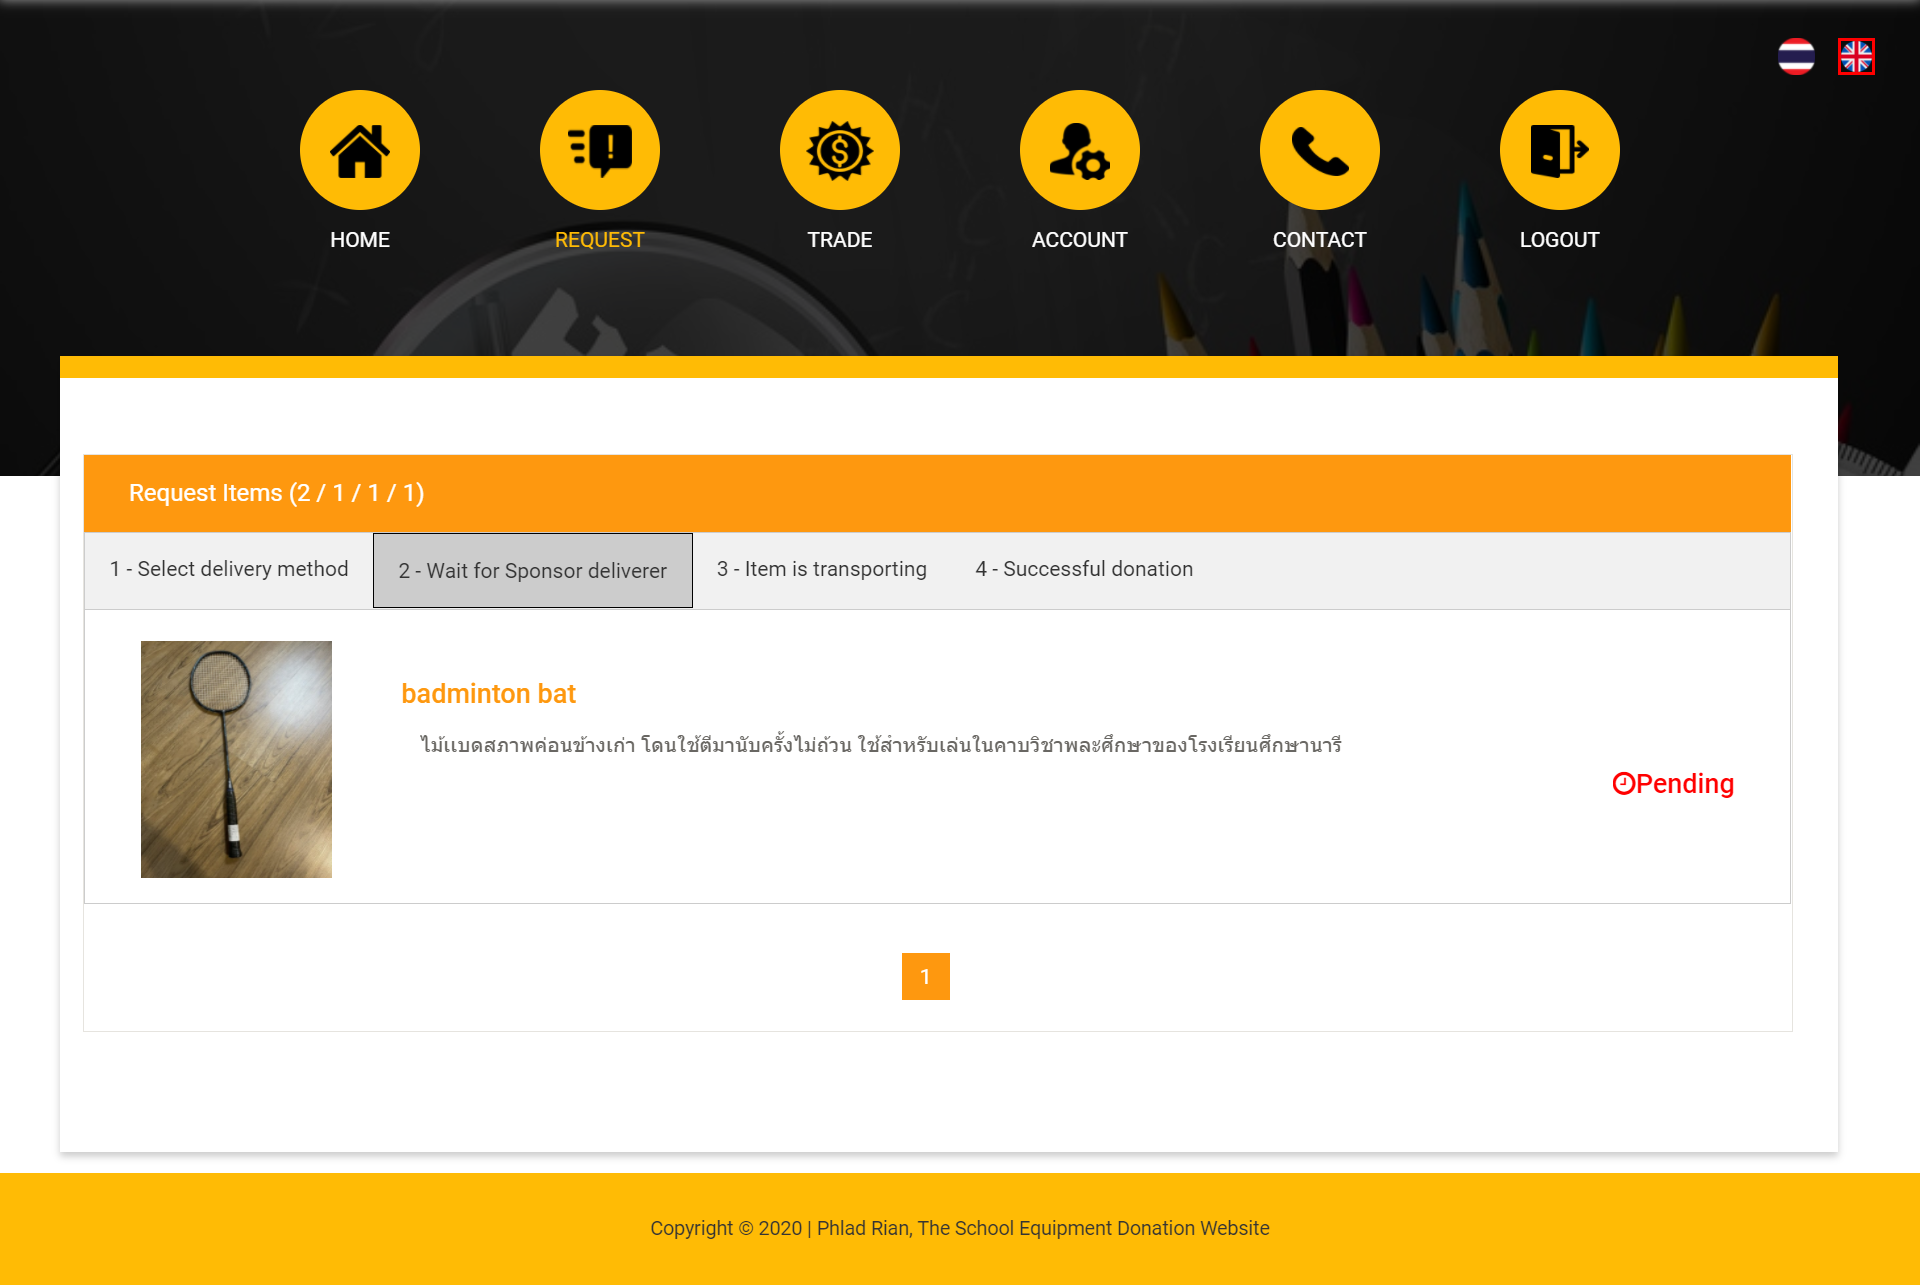 HOME
REQUEST
TRADE
ACCOUNT
CONTACT
LOGOUT
Request Items (2 / 1 / 1 / 1)
1 - Select delivery method
2 - Wait for Sponsor deliverer
3 - Item is transporting
4 - Successful donation
badminton bat
ไม้เเบดสภาพค่อนข้างเก่า โดนใช้ตีมานับครั้งไม่ถ้วน ใช้สำหรับเล่นในคาบวิชาพละศึกษาของโรงเรียนศึกษานารี
Pending
1
Copyright © 2020 | Phlad Rian, The School Equipment Donation Website